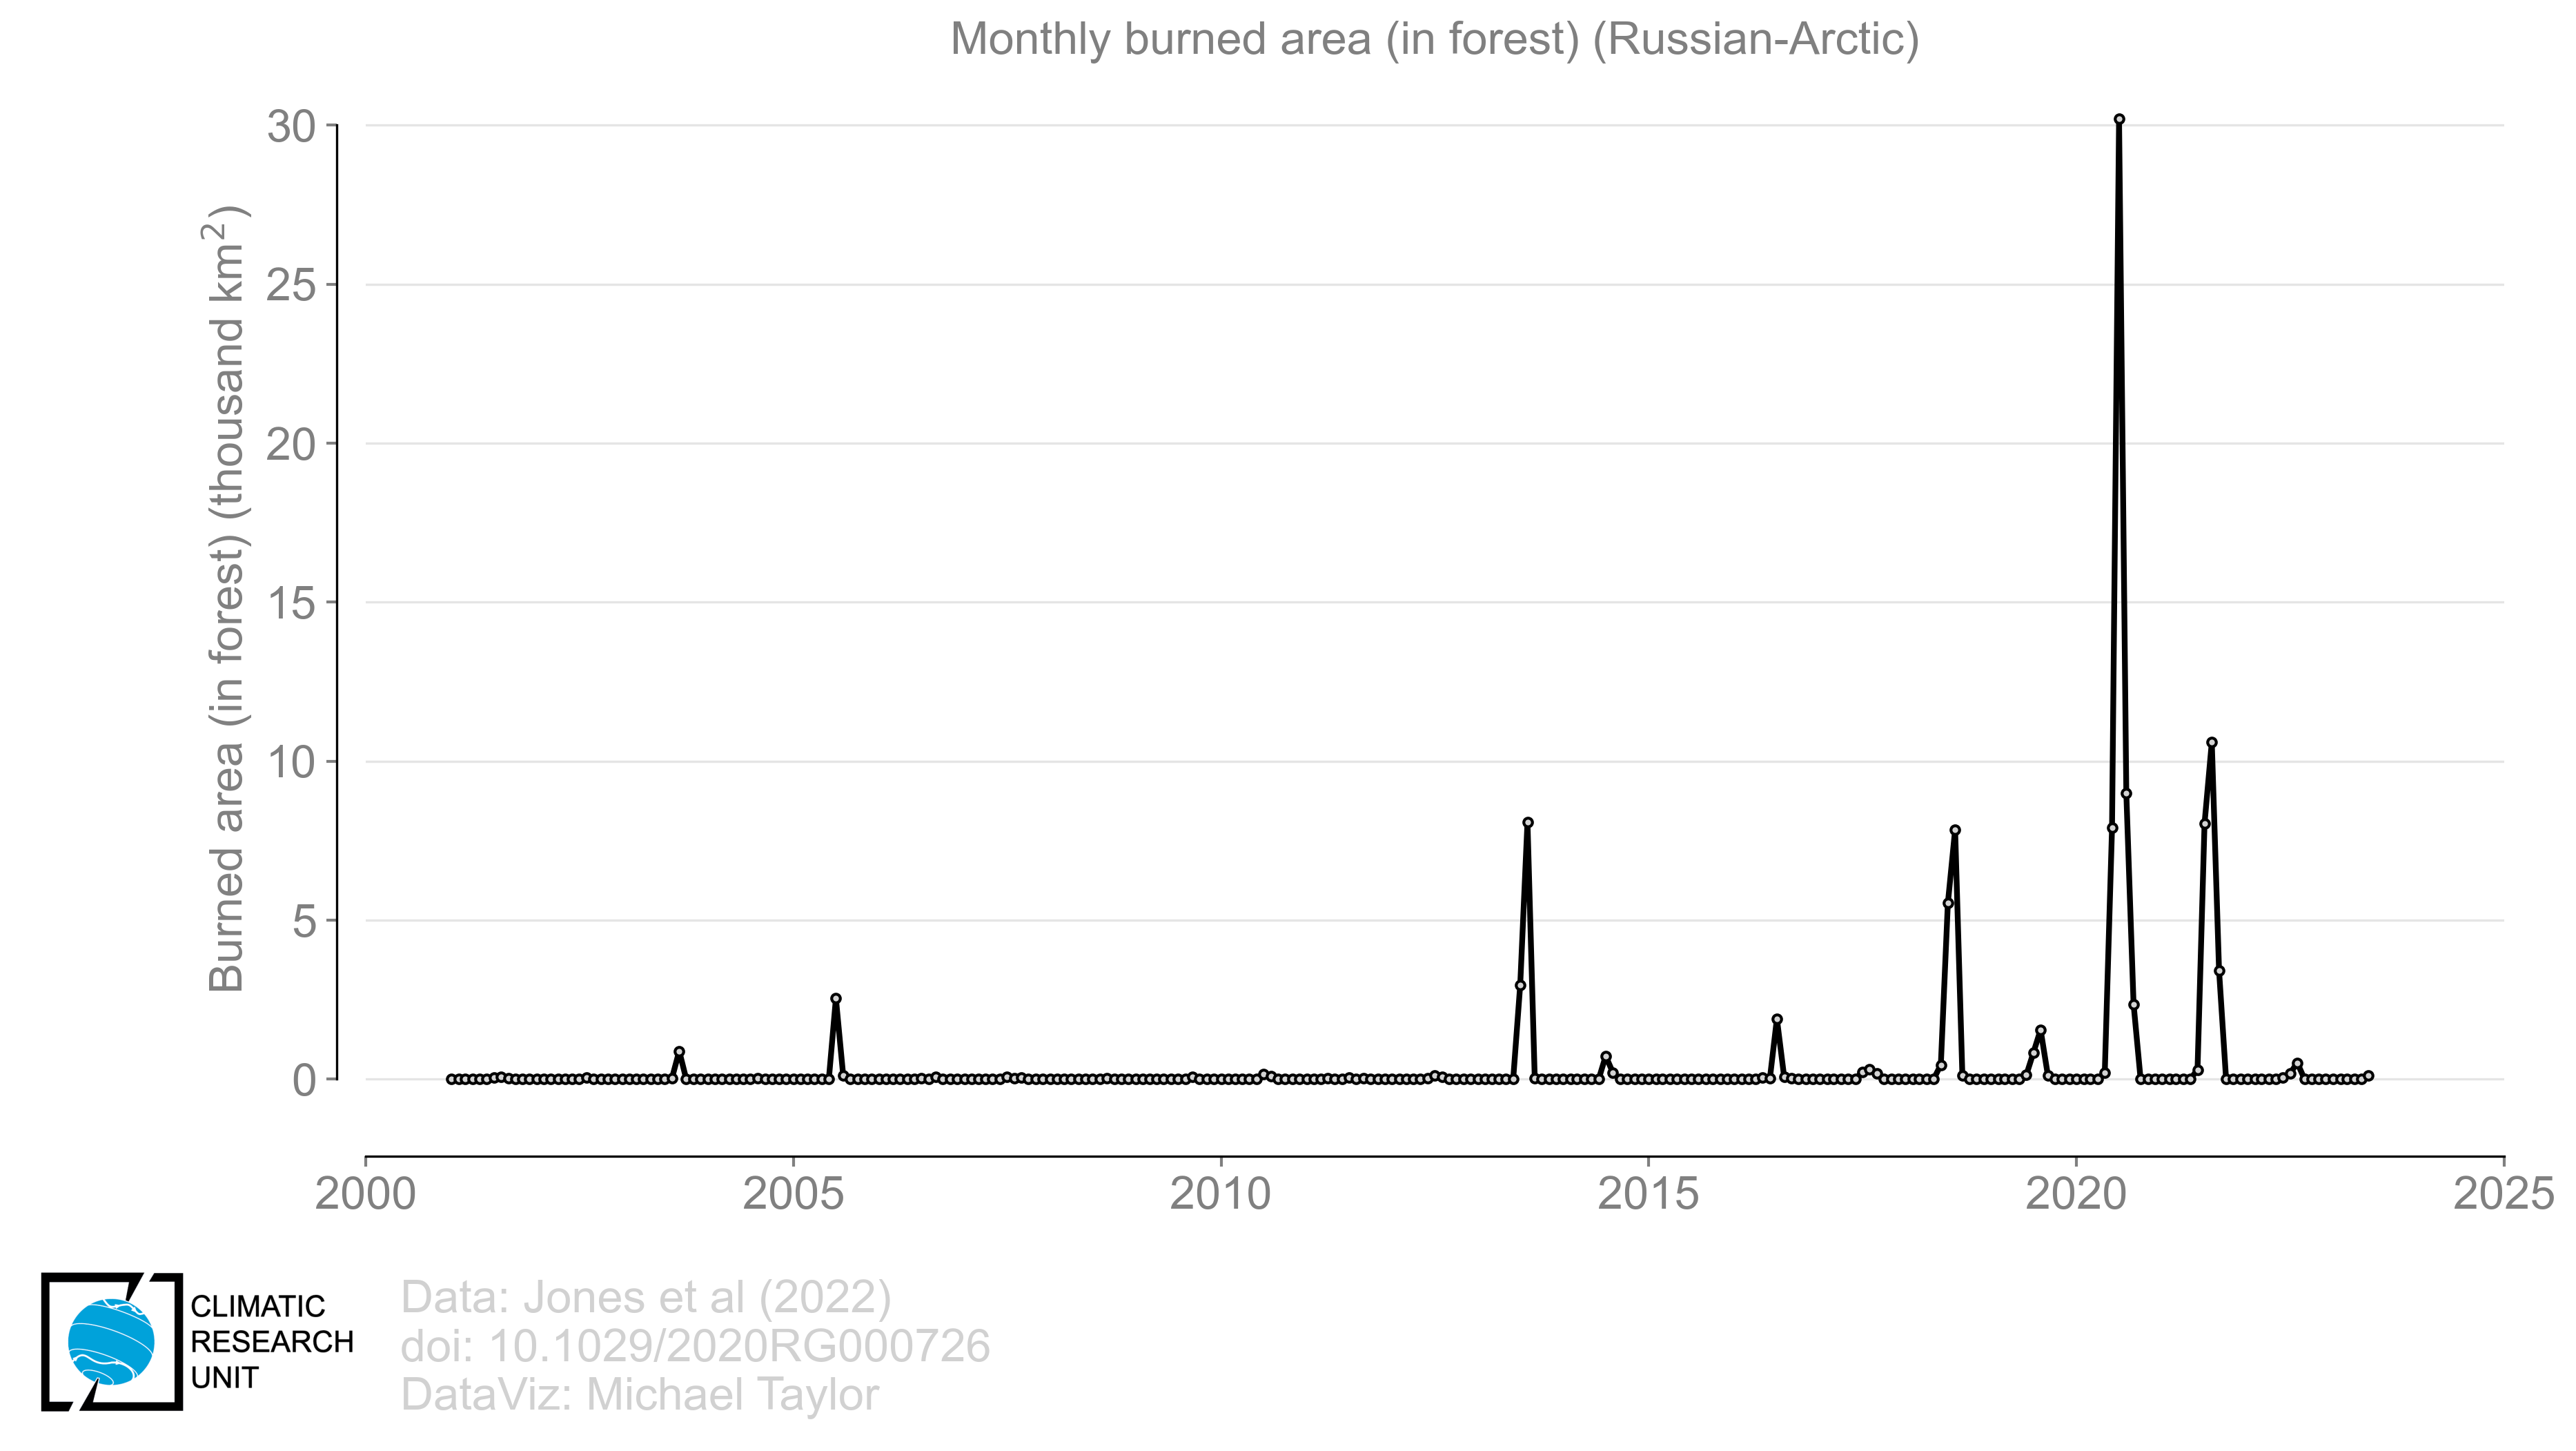 Monthly burned area (in forest) (Russian-Arctic)
Burned area (in forest) (thousand km²)
30
25
20
15
10
5
0
2000
2005
2010
2015
2020
2025
CLIMATIC
RESEARCH
UNIT
Data: Jones et al (2022)
doi: 10.1029/2020RG000726
DataViz: Michael Taylor